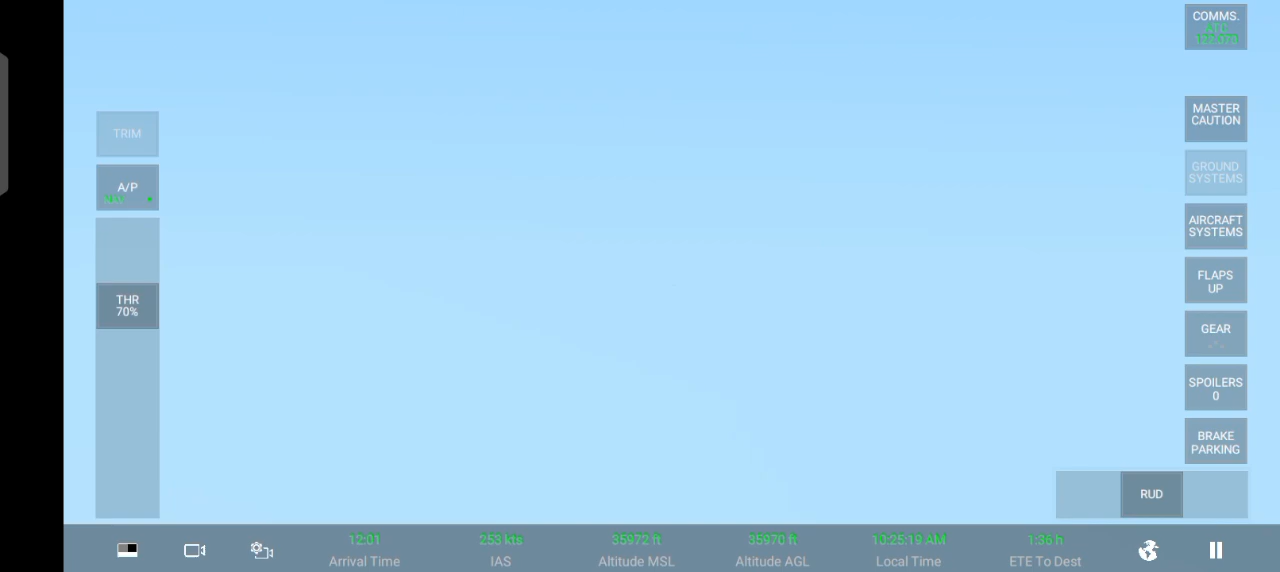 COMMS.
ATC
TRIM
A/P
NAV
THR
70%
MASTER
CAUTION
GROUND
SYSTEMS
AIRCRAFT
SYSTEMS
FLAPS
UP
GEAR
SPOILERS
0
BRAKE
PARKING
RUD
12:01
Arrival Time
253 kts
IAS
35972 ft
Altitude MSL
35970 ft
Altitude AGL
10:25:19 AM
Local Time
1:36 h
ETE To Dest